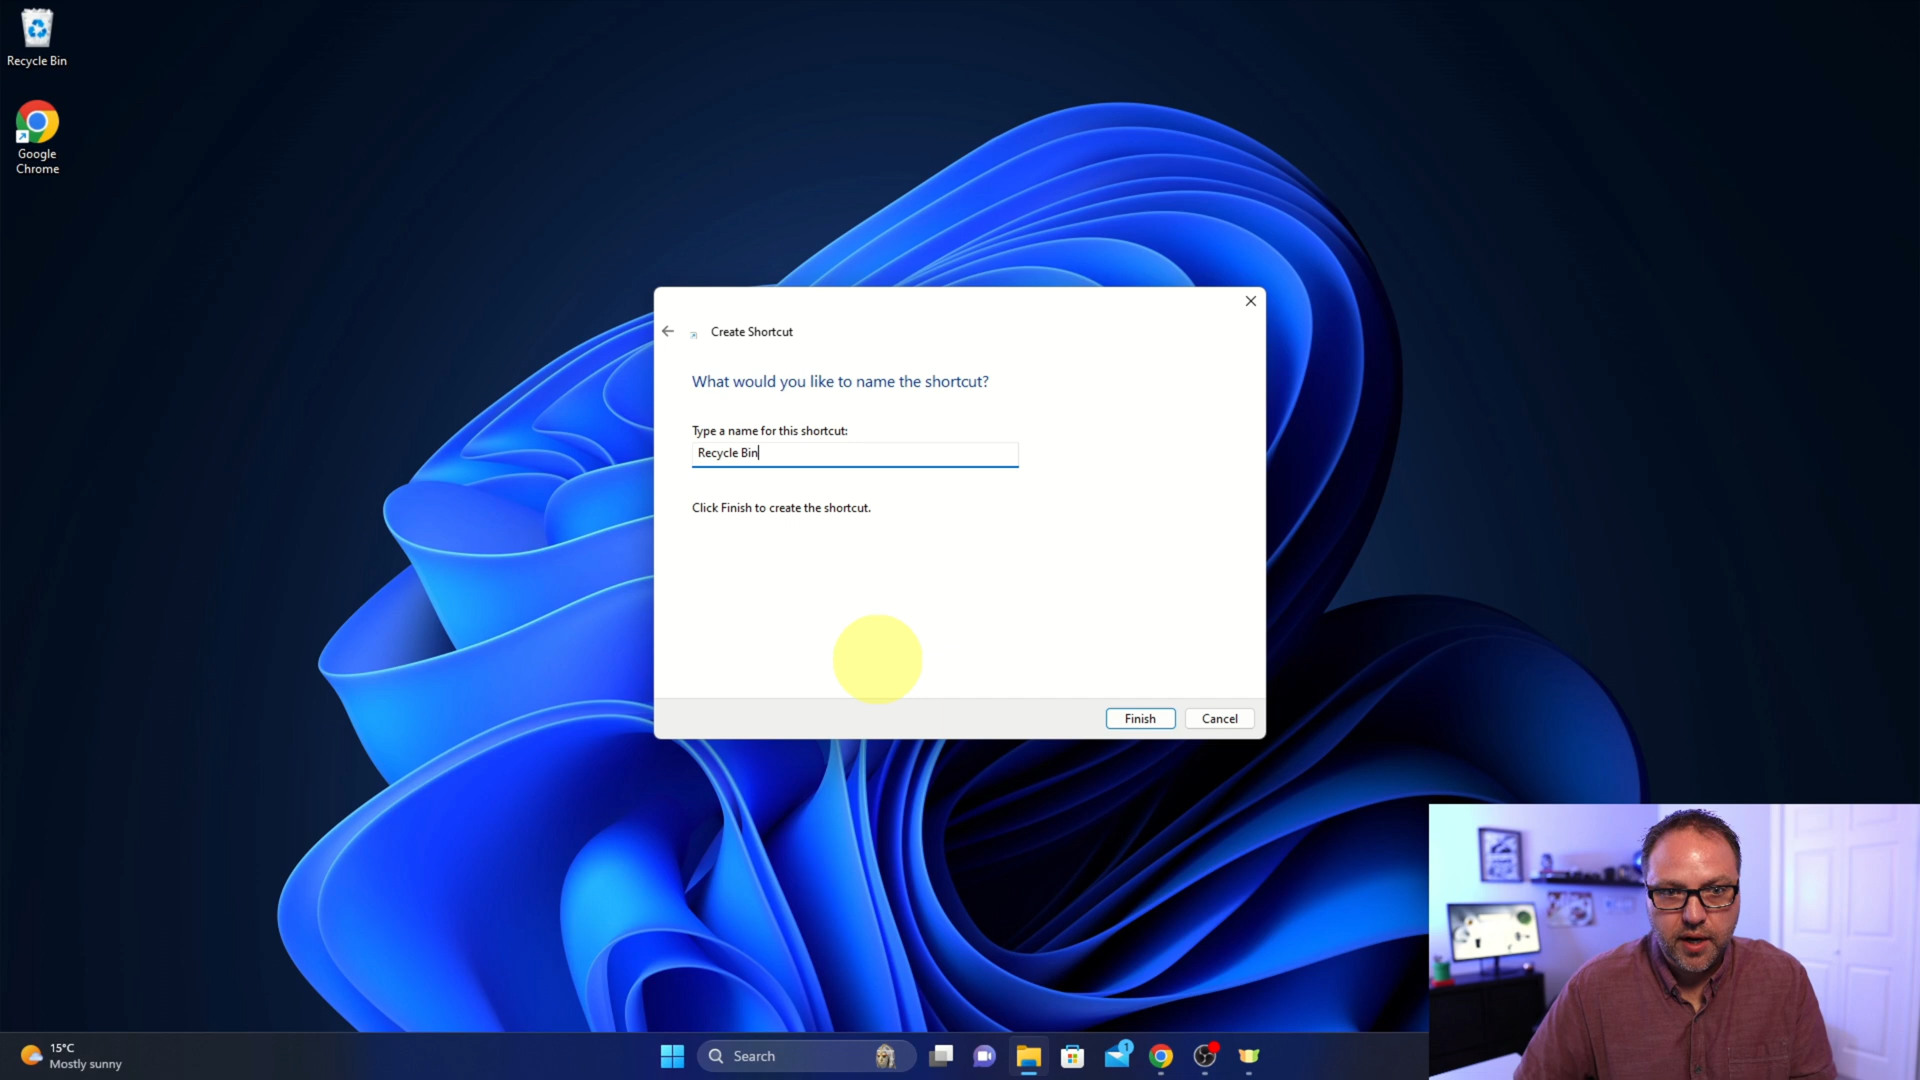 Recycle Bin
Google
Chrome
Create Shortcut
What would you like to name the shortcut?
Type a name for this shortcut:
Recycle Bin
Click Finish to create the shortcut.
Finish
Cancel
15°C
Mostly sunny
Search
1